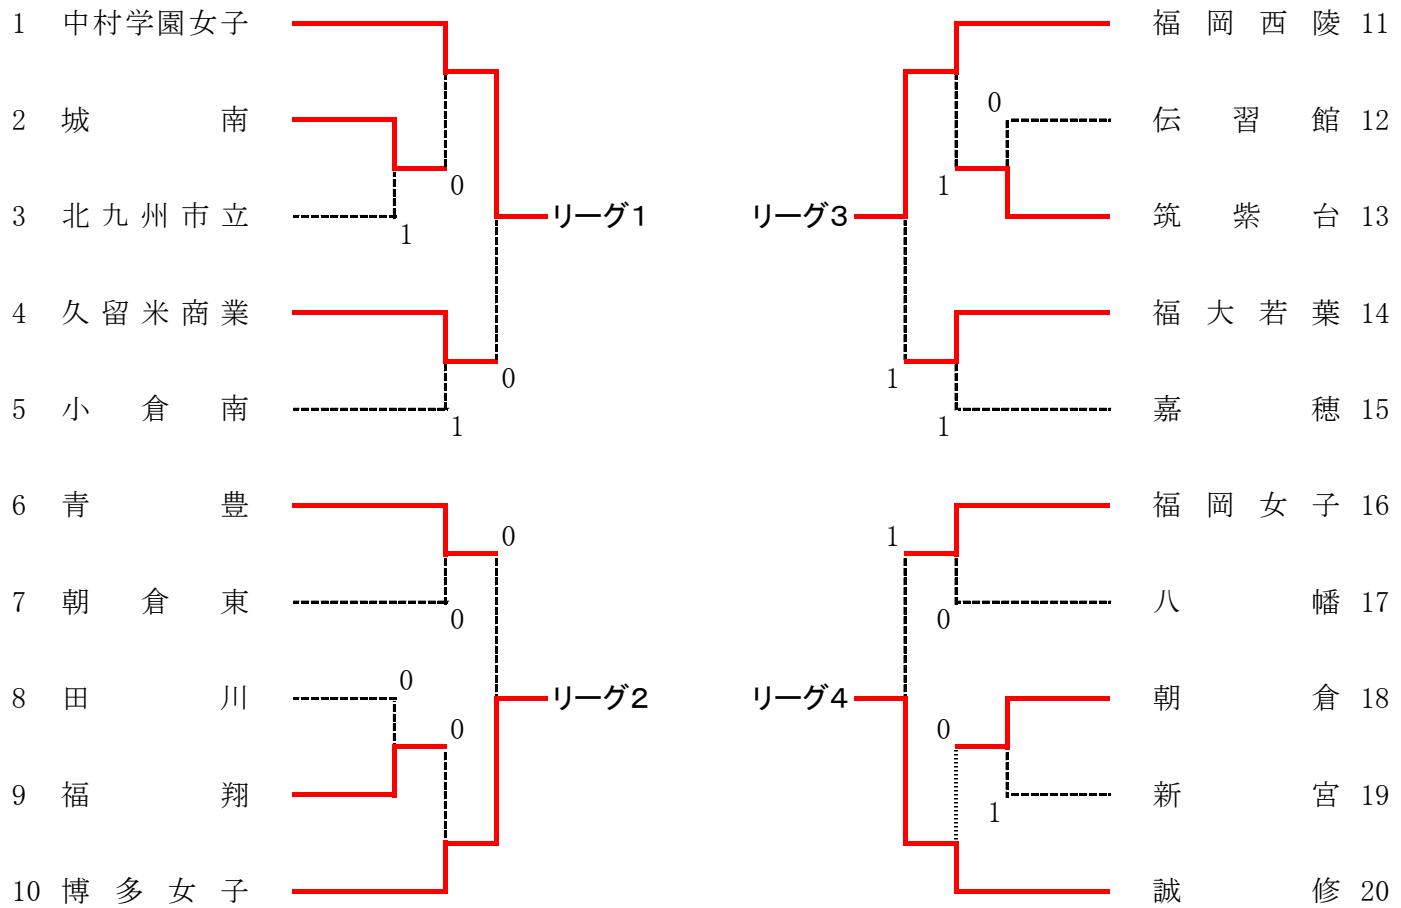 1 中村学園女子
2 城南
0
3 北九州市立
1
リーグ1
4 久留米商業
0
5 小倉南
1
6 青豊
0
7 朝倉東
0
8 田川
0
0
リーグ2
9 福翔
10 博多女子
福岡西陵 11
0
伝習館 12
1
リーグ3
筑紫台 13
福大若葉 14
1
嘉穂 15
1
福岡女子 16
1
八幡 17
0
リーグ4
朝倉 18
0
新宮 19
1
誠修 20